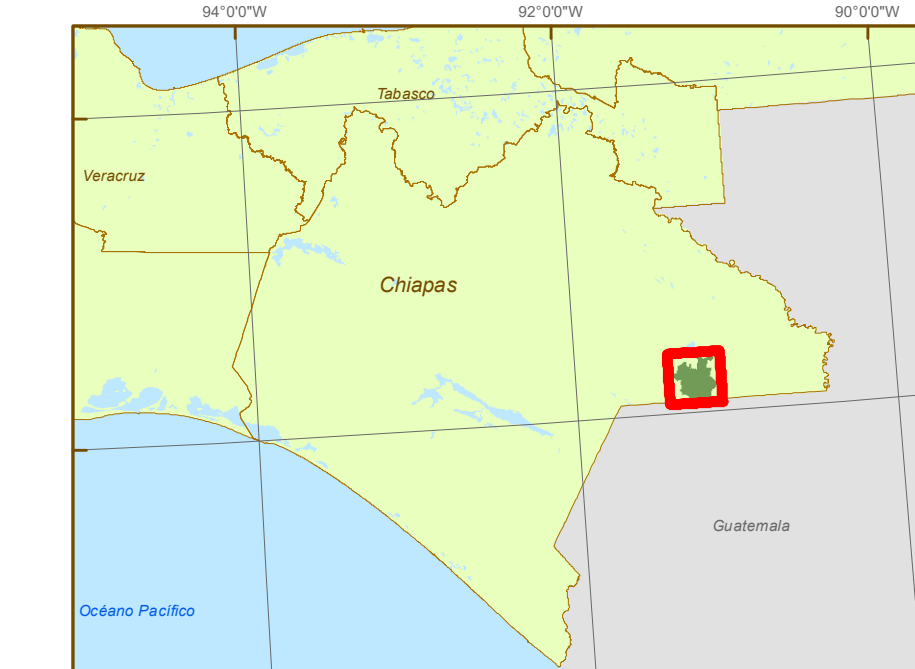 94°0'0"W
92°0'0"W
90°0'0"W
Tabasco
Veracruz
Chiapas
Guatemala
Océano Pacífico